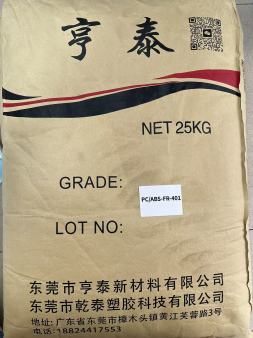 亨泰
NET 25KG
GRADE: PC/ABS-FR-401
LOT NO:
东莞市亨泰新材料有限公司
东莞市乾泰塑胶科技有限公司
地址: 广东省东莞市樟木头镇黄江芙蓉路3号
电话: 18824417553